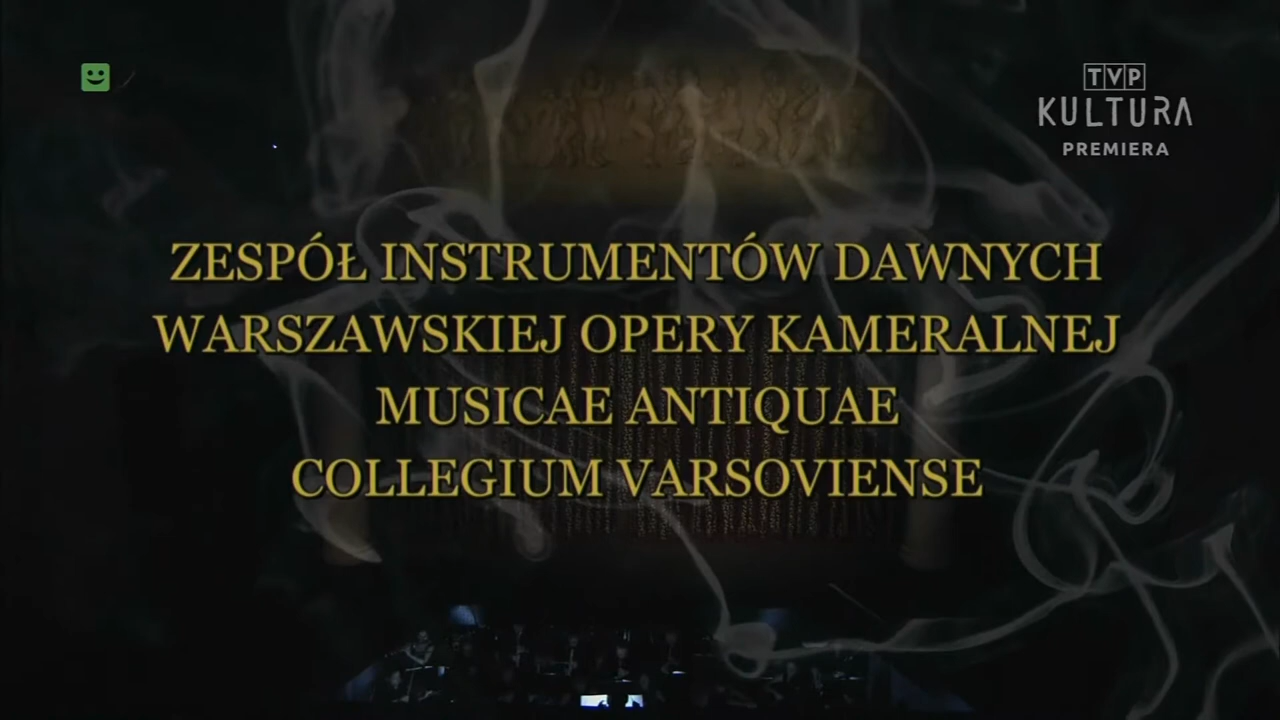 TVP
KULTURA
PREMIERA
ZESPÓŁ INSTRUMENTÓW DAWNYCH
WARSZAWSKIEJ OPERY KAMERALNEJ
MUSICAE ANTIQUAE
COLLEGIUM VARSOVIENSE